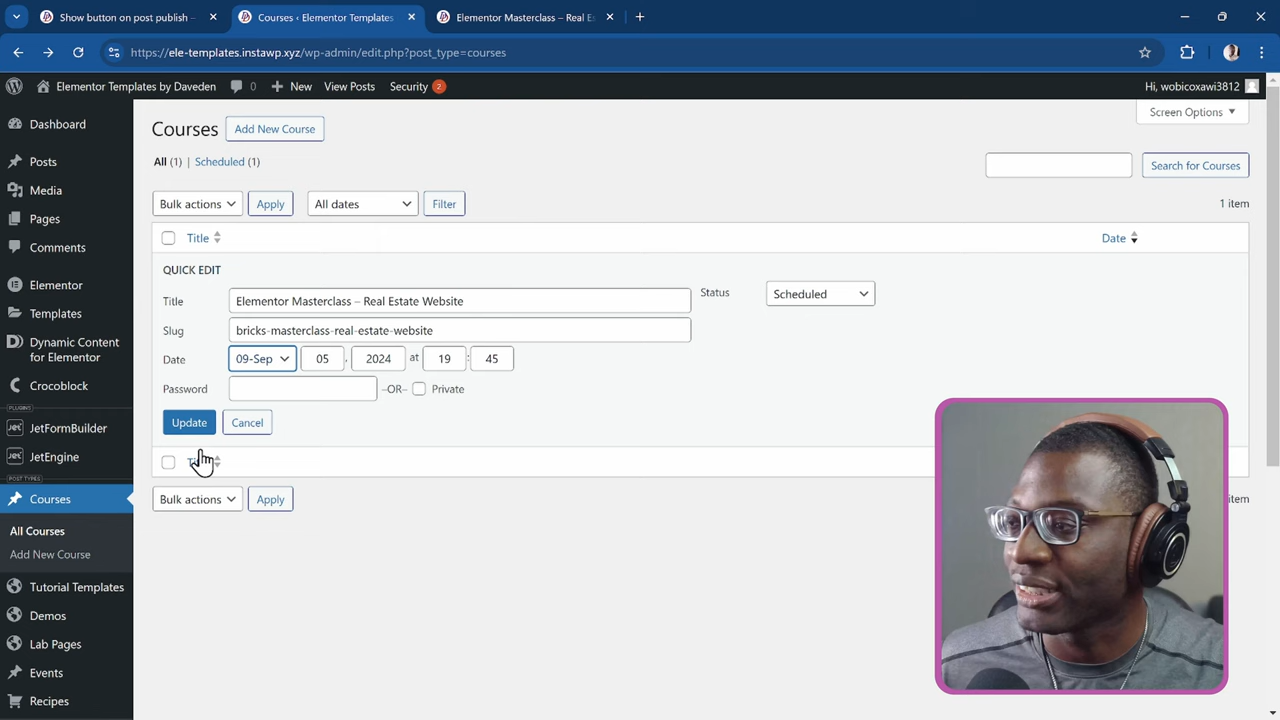 Show button on post publish –
Courses ‹ Elementor Templates
Elementor Masterclass – Real Es
https://ele-templates.instawp.xyz/wp-admin/edit.php?post_type=courses
Elementor Templates by Daveden
0
New
View Posts
Security
2
Hi, wobicoxawi3812
Dashboard
Posts
Media
Pages
Comments
Elementor
Templates
Dynamic Content
for Elementor
Crocoblock
PLUGINS
JetFormBuilder
JetEngine
POST TYPES
Courses
All Courses
Add New Course
Tutorial Templates
Demos
Lab Pages
Events
Recipes
Screen Options
Courses
Add New Course
All (1) | Scheduled (1)
Search for Courses
Bulk actions
Apply
All dates
Filter
1 item
Title
Date
QUICK EDIT
Title
Elementor Masterclass – Real Estate Website
Status
Scheduled
Slug
bricks-masterclass-real-estate-website
Date
09-Sep
05
, 2024 at 19 : 45
Password
–OR–
Private
Update
Cancel
Bulk actions
Apply
item